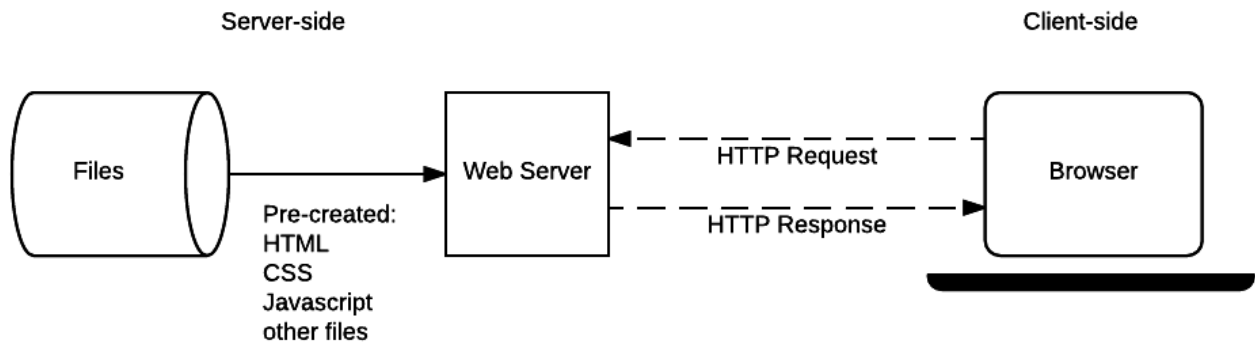 Server-side
Client-side
Files
Web Server
HTTP Request
Browser
HTTP Response
Pre-created:
HTML
CSS
Javascript
other files